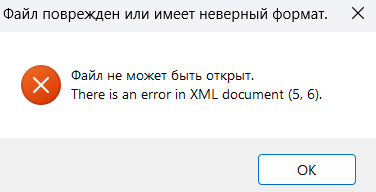 Файл поврежден или имеет неверный формат.
Файл не может быть открыт.
There is an error in XML document (5, 6).
OK